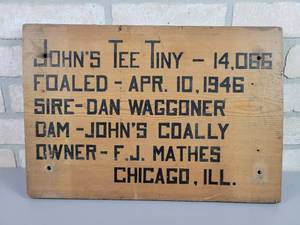 JOHN'S TEE TINY - 14,066
FOALED - APR. 10, 1946
SIRE - DAN WAGGONER
DAM - JOHN'S COALLY
OWNER - F.J. MATHES
CHICAGO, ILL.